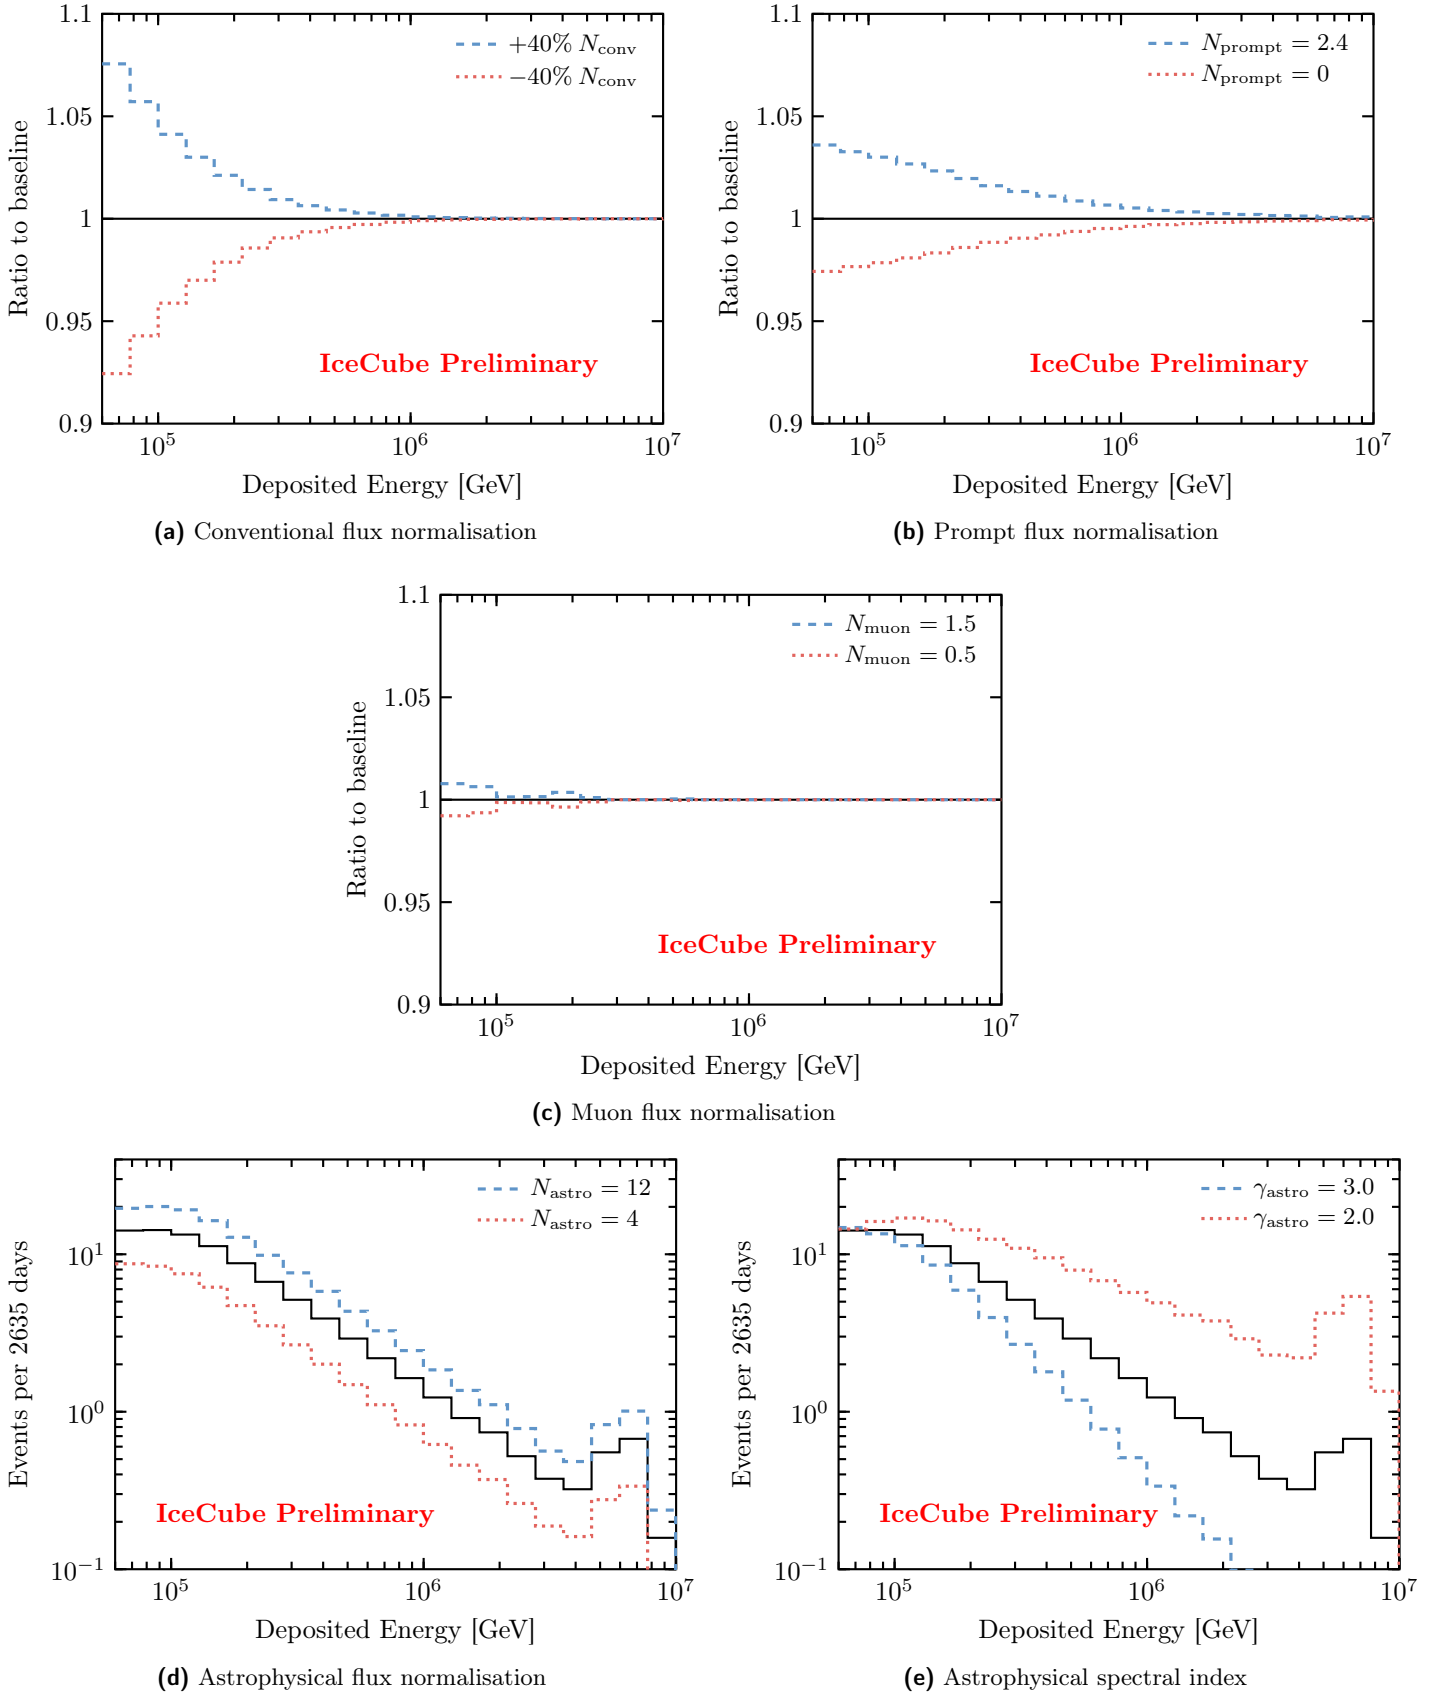 1.1
1.05
1
0.95
0.9
Ratio to baseline
+40% N_conv
−40% N_conv
IceCube Preliminary
10^5 10^6 10^7
Deposited Energy [GeV]
(a) Conventional flux normalisation
1.1
1.05
1
0.95
0.9
Ratio to baseline
N_prompt = 2.4
N_prompt = 0
IceCube Preliminary
10^5 10^6 10^7
Deposited Energy [GeV]
(b) Prompt flux normalisation
1.1
1.05
1
0.95
0.9
Ratio to baseline
N_muon = 1.5
N_muon = 0.5
IceCube Preliminary
10^5 10^6 10^7
Deposited Energy [GeV]
(c) Muon flux normalisation
10^1
10^0
10^−1
Events per 2635 days
N_astro = 12
N_astro = 4
IceCube Preliminary
10^5 10^6 10^7
Deposited Energy [GeV]
(d) Astrophysical flux normalisation
10^1
10^0
10^−1
Events per 2635 days
γ_astro = 3.0
γ_astro = 2.0
IceCube Preliminary
10^5 10^6 10^7
Deposited Energy [GeV]
(e) Astrophysical spectral index